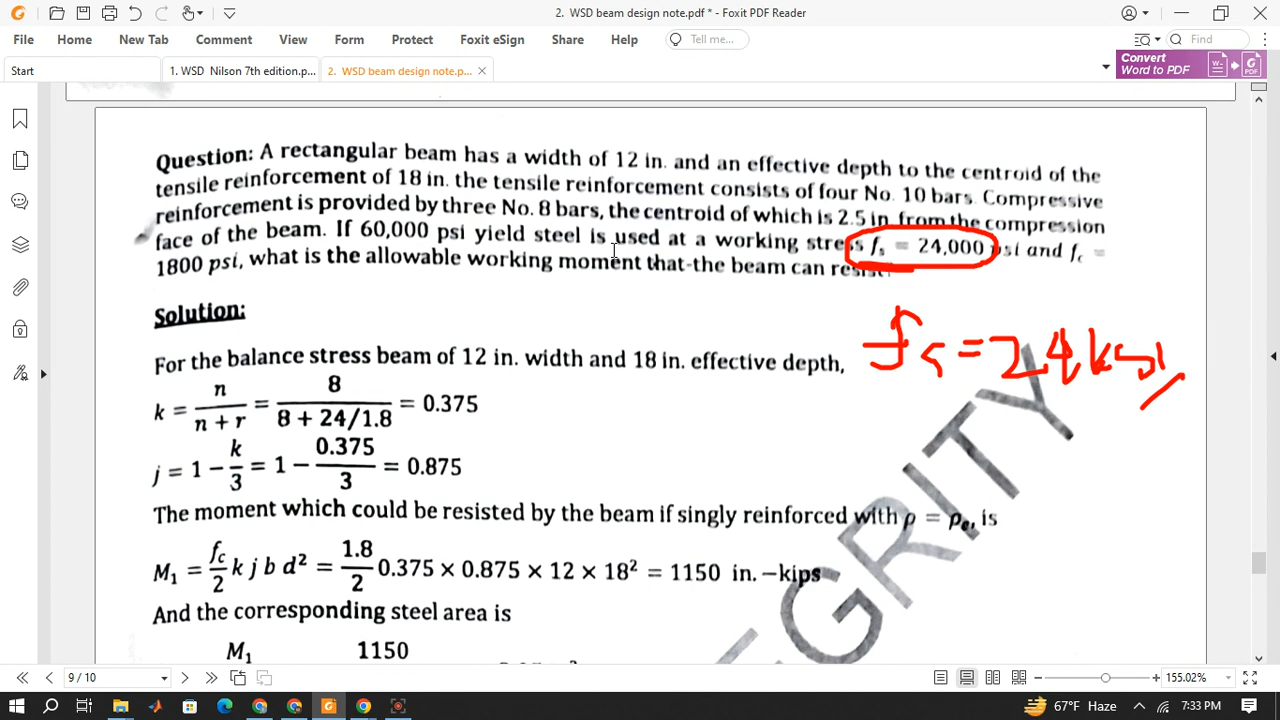 2. WSD beam design note.pdf * - Foxit PDF Reader
File Home New Tab Comment View Form Protect Foxit eSign Share Help Tell me... Find
Start 1. WSD Nilson 7th edition.p... 2. WSD beam design note.p... Convert Word to PDF
Question: A rectangular beam has a width of 12 in. and an effective depth to the centroid of the
tensile reinforcement of 18 in. the tensile reinforcement consists of four No. 10 bars. Compressive
reinforcement is provided by three No. 8 bars, the centroid of which is 2.5 in. from the compression
face of the beam. If 60,000 psi yield steel is used at a working stress fₛ = 24,000 psi and f_c =
1800 psi, what is the allowable working moment that the beam can resist
Solution:
For the balance stress beam of 12 in. width and 18 in. effective depth,
fₛ = 24 ksi
k = n / (n + r) = 8 / (8 + 24/1.8) = 0.375
j = 1 − k/3 = 1 − 0.375/3 = 0.875
The moment which could be resisted by the beam if singly reinforced with ρ = ρₑ, is
M₁ = f_c/2 k j b d² = 1.8/2 0.375 × 0.875 × 12 × 18² = 1150 in. −kips
And the corresponding steel area is
M₁ 1150
EGRITY
9 / 10 155.02%
67°F Haze 7:33 PM